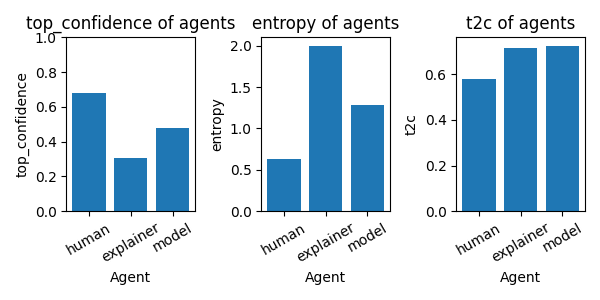 top_confidence of agents
1.0
0.8
0.6
0.4
0.2
0.0
top_confidence
human
explainer
model
Agent
entropy of agents
2.0
1.5
1.0
0.5
0.0
entropy
human
explainer
model
Agent
t2c of agents
0.6
0.4
0.2
0.0
t2c
human
explainer
model
Agent